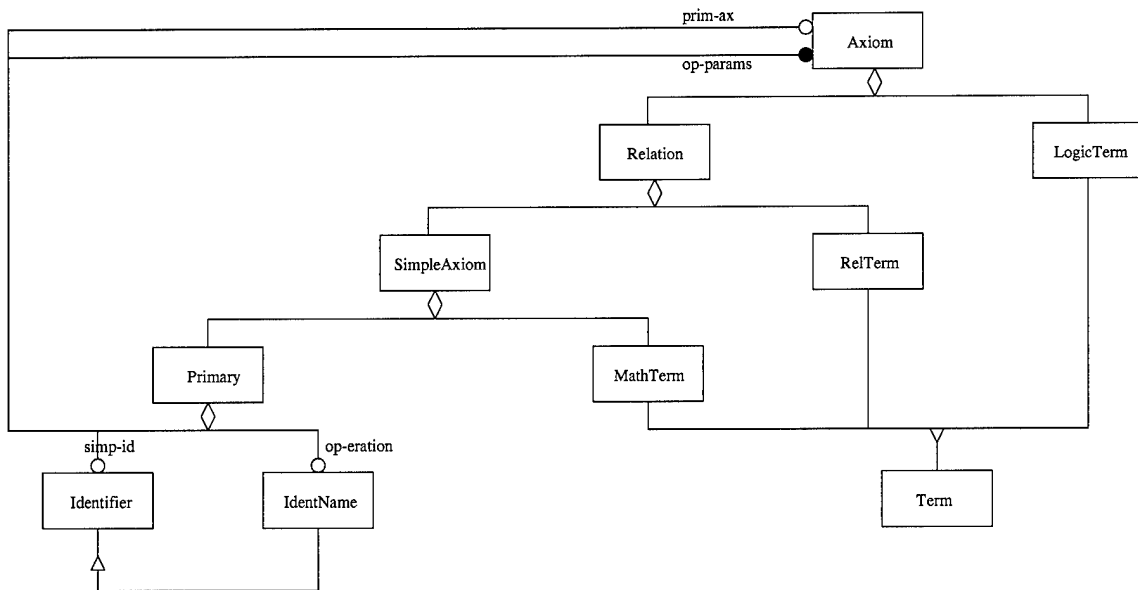 prim-ax
Axiom
op-params
Relation
LogicTerm
SimpleAxiom
RelTerm
Primary
MathTerm
simp-id
op-eration
Identifier
IdentName
Term